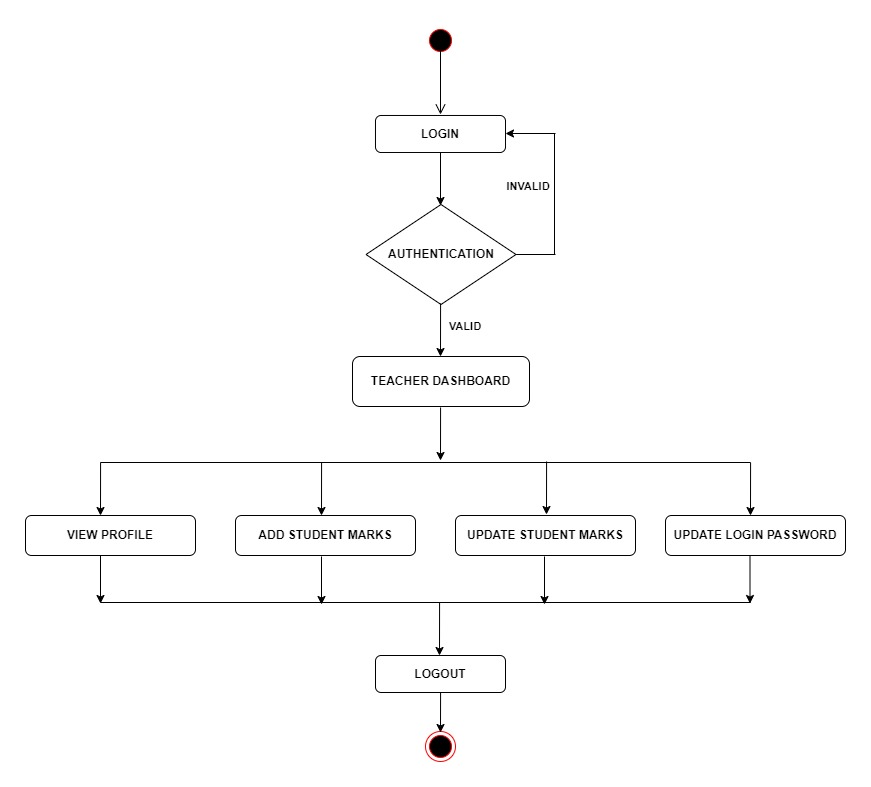 LOGIN
INVALID
AUTHENTICATION
VALID
TEACHER DASHBOARD
VIEW PROFILE
ADD STUDENT MARKS
UPDATE STUDENT MARKS
UPDATE LOGIN PASSWORD
LOGOUT